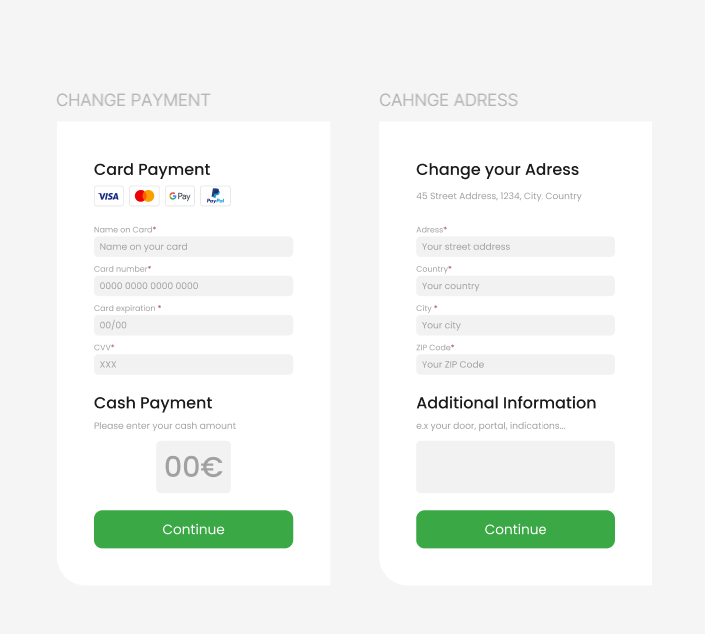 CHANGE PAYMENT
Card Payment
VISA
G Pay
PayPal
Name on Card*
Name on your card
Card number*
0000 0000 0000 0000
Card expiration *
00/00
CVV*
XXX
Cash Payment
Please enter your cash amount
00€
Continue
CAHNGE ADRESS
Change your Adress
45 Street Address, 1234, City. Country
Adress*
Your street address
Country*
Your country
City *
Your city
ZIP Code*
Your ZIP Code
Additional Information
e.x your door, portal, indications...
Continue